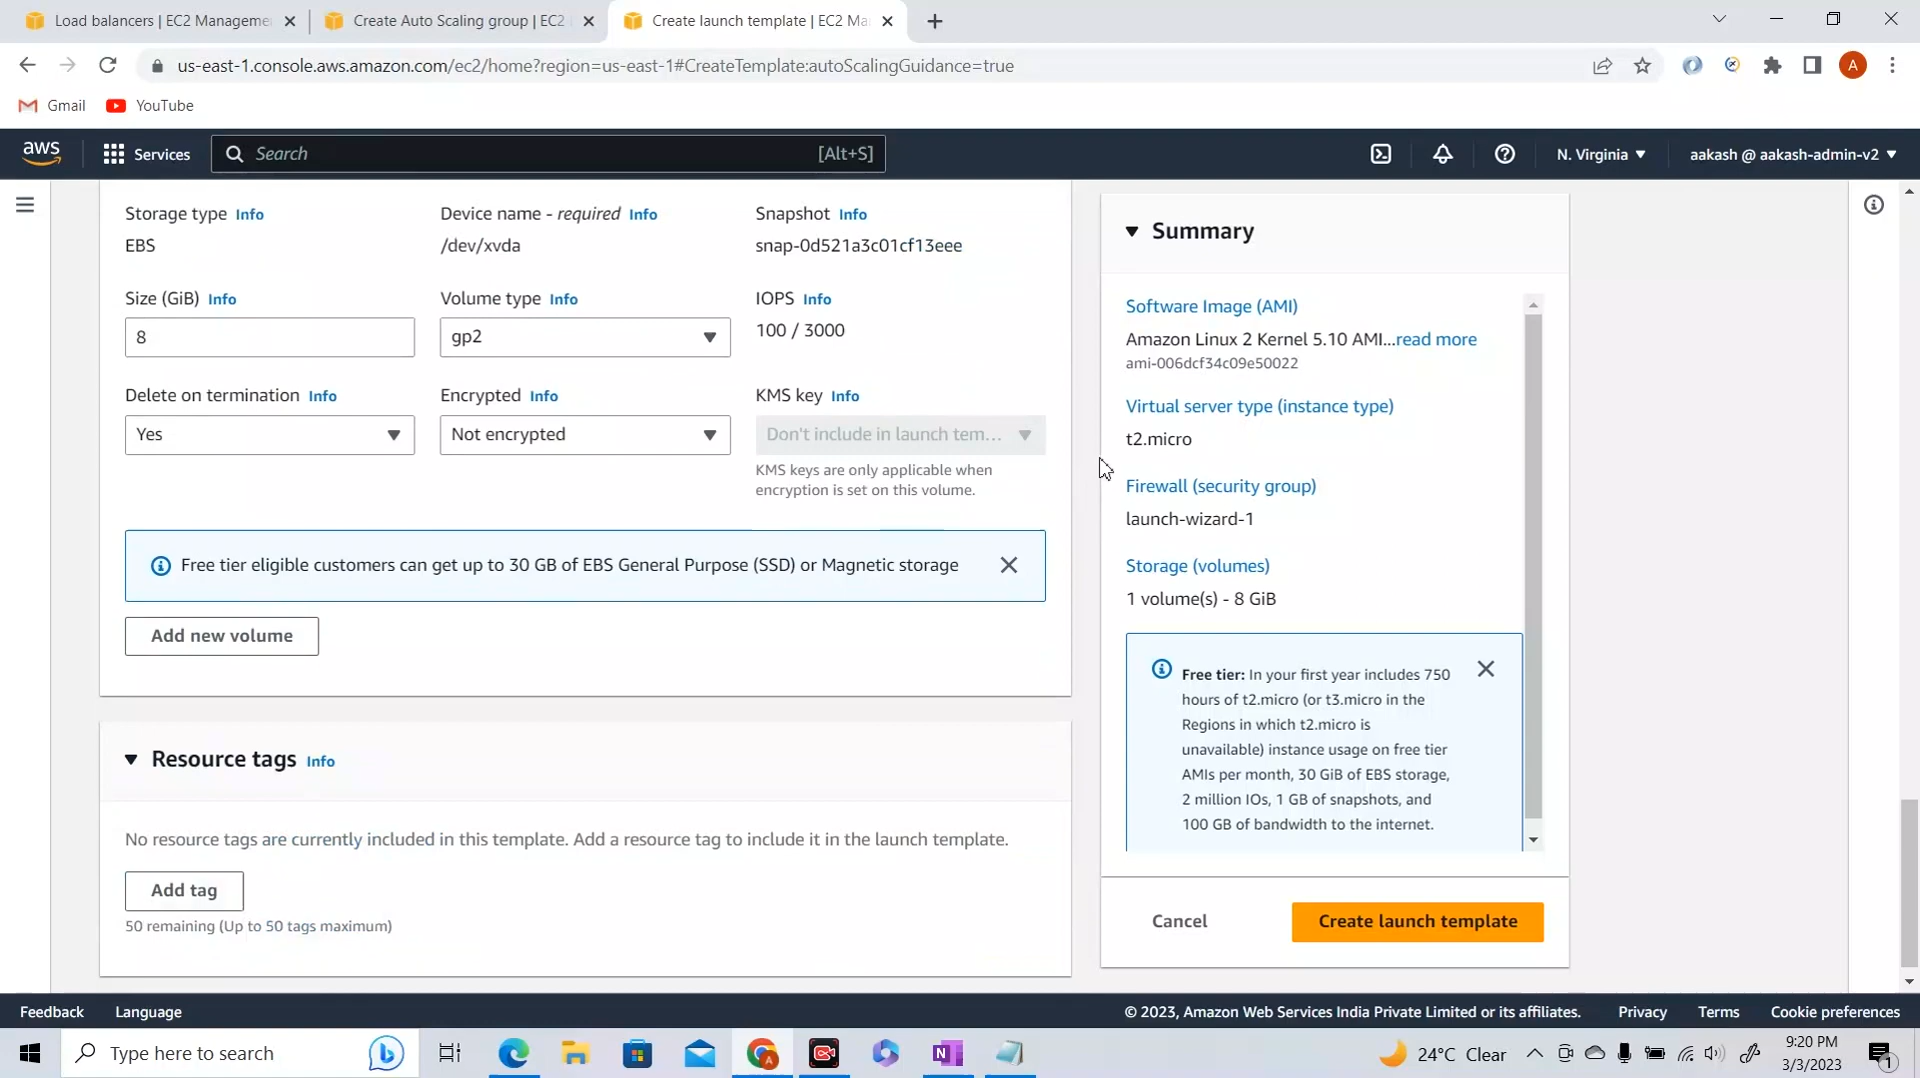 Load balancers | EC2 Manageme
Create Auto Scaling group | EC2
Create launch template | EC2 Ma
us-east-1.console.aws.amazon.com/ec2/home?region=us-east-1#CreateTemplate:autoScalingGuidance=true
A
Gmail
YouTube
aws
Services
Search
[Alt+S]
N. Virginia
aakash @ aakash-admin-v2
Storage type Info
EBS
Device name - required Info
/dev/xvda
Snapshot Info
snap-0d521a3c01cf13eee
Size (GiB) Info
8
Volume type Info
gp2
IOPS Info
100 / 3000
Delete on termination Info
Yes
Encrypted Info
Not encrypted
KMS key Info
Don't include in launch tem...
KMS keys are only applicable when
encryption is set on this volume.
Free tier eligible customers can get up to 30 GB of EBS General Purpose (SSD) or Magnetic storage
Add new volume
Resource tags Info
No resource tags are currently included in this template. Add a resource tag to include it in the launch template.
Add tag
50 remaining (Up to 50 tags maximum)
Summary
Software Image (AMI)
Amazon Linux 2 Kernel 5.10 AMI...read more
ami-006dcf34c09e50022
Virtual server type (instance type)
t2.micro
Firewall (security group)
launch-wizard-1
Storage (volumes)
1 volume(s) - 8 GiB
Free tier: In your first year includes 750
hours of t2.micro (or t3.micro in the
Regions in which t2.micro is
unavailable) instance usage on free tier
AMIs per month, 30 GiB of EBS storage,
2 million IOs, 1 GB of snapshots, and
100 GB of bandwidth to the internet.
Cancel
Create launch template
Feedback
Language
© 2023, Amazon Web Services India Private Limited or its affiliates.
Privacy
Terms
Cookie preferences
Type here to search
24°C Clear
9:20 PM
3/3/2023
1